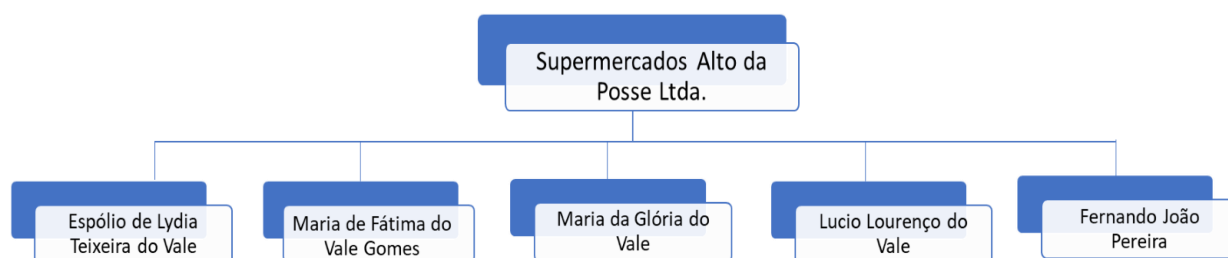 Supermercados Alto da
Posse Ltda.
Espólio de Lydia
Teixeira do Vale
Maria de Fátima do
Vale Gomes
Maria da Glória do
Vale
Lucio Lourenço do
Vale
Fernando João
Pereira